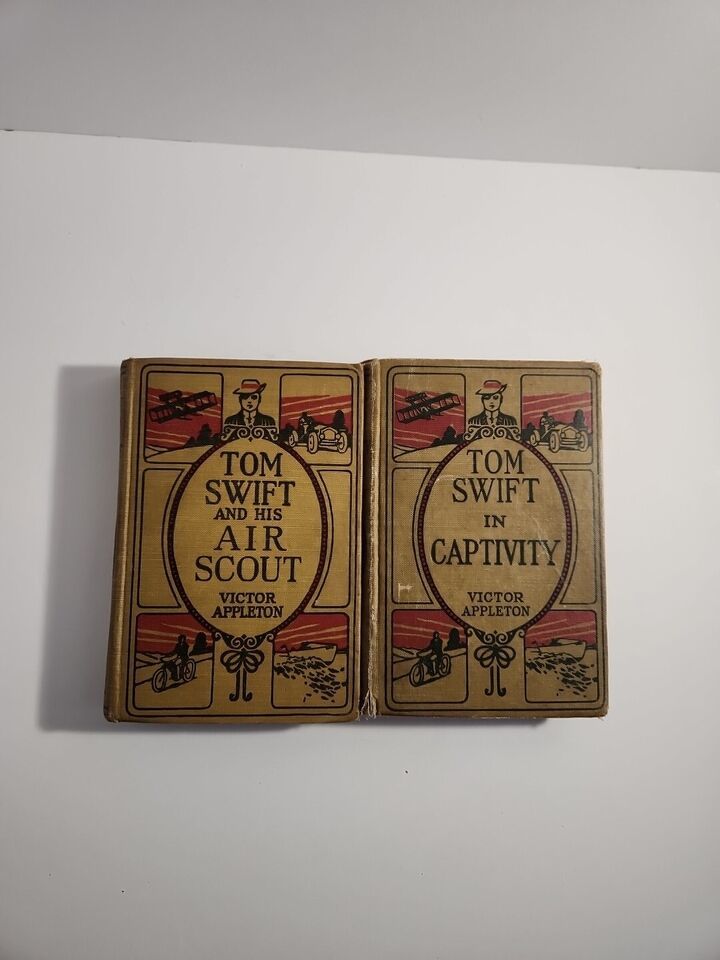 TOM
SWIFT
AND HIS
AIR
SCOUT
VICTOR
APPLETON
TOM
SWIFT
IN
CAPTIVITY
VICTOR
APPLETON